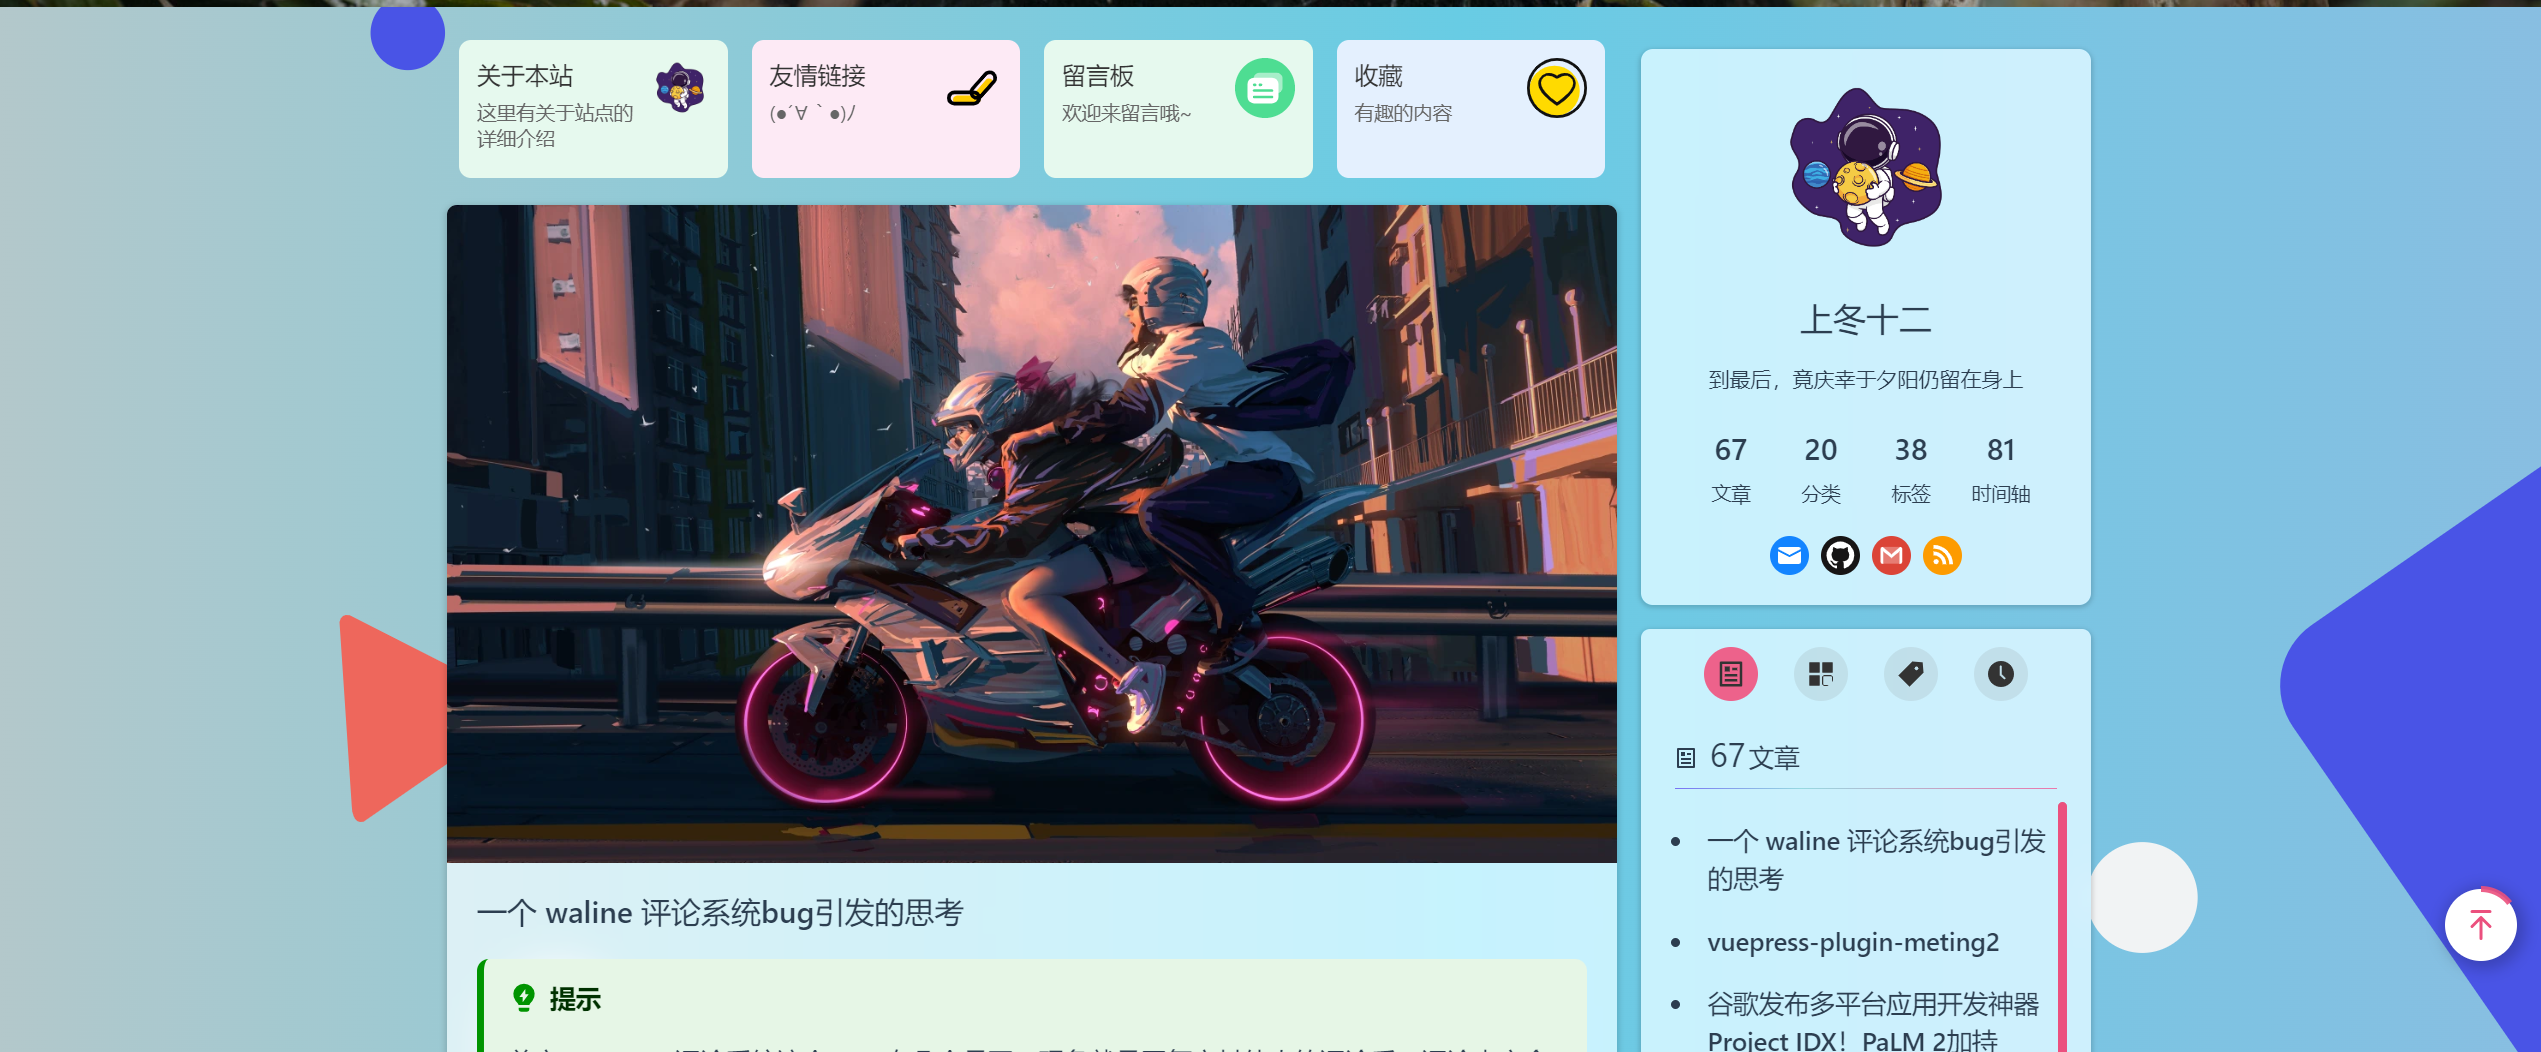 关于本站
这里有关于站点的
详细介绍
友情链接
(●´∀｀●)ﾉ
留言板
欢迎来留言哦~
收藏
有趣的内容
一个 waline 评论系统bug引发的思考
提示
上冬十二
到最后，竟庆幸于夕阳仍留在身上
67 20 38 81
文章 分类 标签 时间轴
67文章
一个 waline 评论系统bug引发
的思考
vuepress-plugin-meting2
谷歌发布多平台应用开发神器
Project IDX！PaLM 2加持